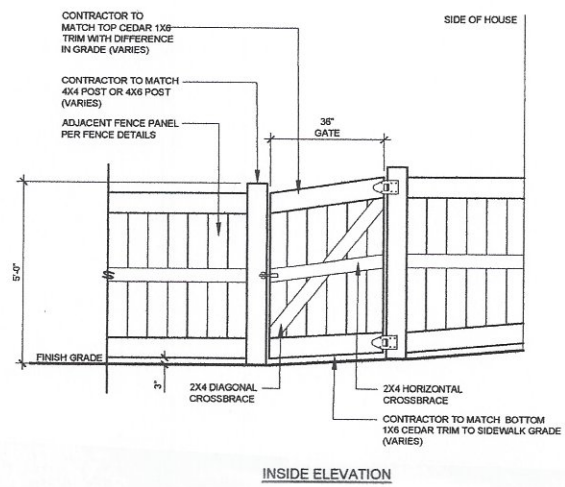 CONTRACTOR TO
MATCH TOP CEDAR 1X6
TRIM WITH DIFFERENCE
IN GRADE (VARIES)
SIDE OF HOUSE
CONTRACTOR TO MATCH
4X4 POST OR 4X6 POST
(VARIES)
ADJACENT FENCE PANEL
PER FENCE DETAILS
36"
GATE
5'-0"
FINISH GRADE
3"
2X4 DIAGONAL
CROSSBRACE
2X4 HORIZONTAL
CROSSBRACE
CONTRACTOR TO MATCH BOTTOM
1X6 CEDAR TRIM TO SIDEWALK GRADE
(VARIES)
INSIDE ELEVATION